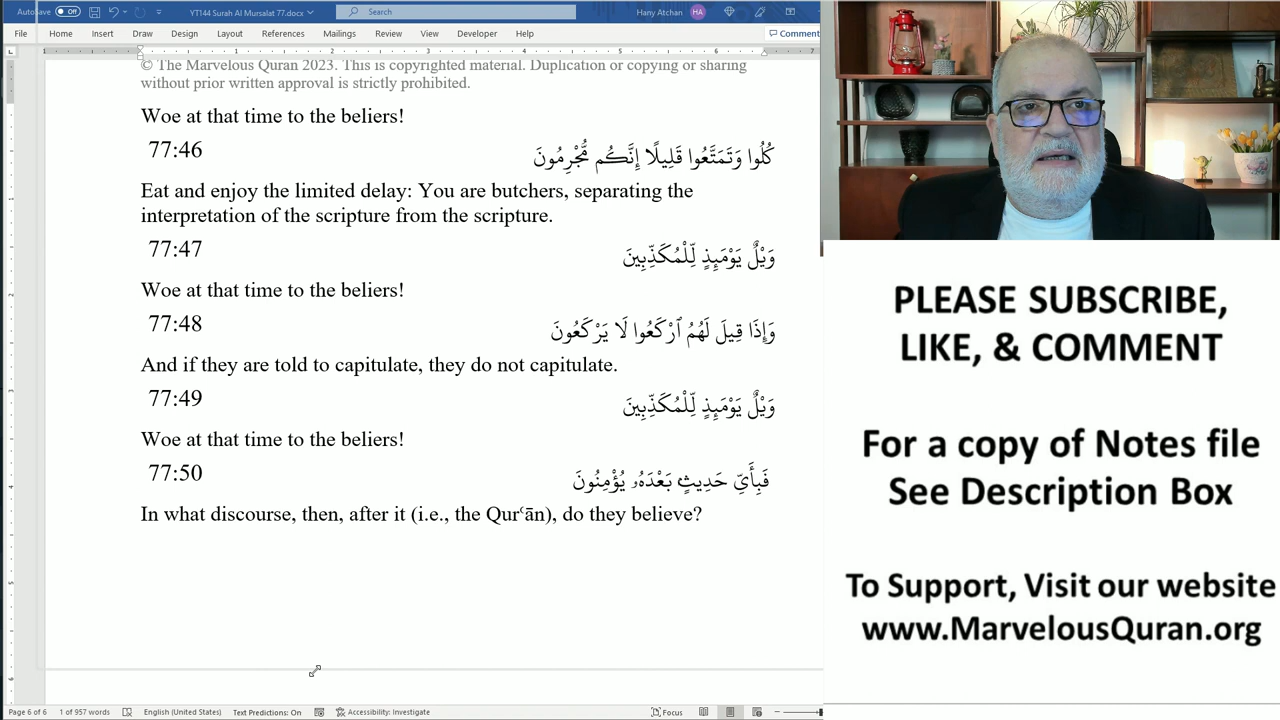 AutoSave Off YT144 Surah Al Mursalat 77.docx Search Hany Atchan HA
File Home Insert Draw Design Layout References Mailings Review View Developer Help Comment
© The Marvelous Quran 2023. This is copyrighted material. Duplication or copying or sharing
without prior written approval is strictly prohibited.
Woe at that time to the beliers!
77:46 كُلُوا وَتَمَتَّعُوا قَلِيلًا إِنَّكُم مُّجْرِمُونَ
Eat and enjoy the limited delay: You are butchers, separating the
interpretation of the scripture from the scripture.
77:47 وَيْلٌ يَوْمَئِذٍ لِّلْمُكَذِّبِينَ
Woe at that time to the beliers!
77:48 وَإِذَا قِيلَ لَهُمُ ٱرْكَعُوا لَا يَرْكَعُونَ
And if they are told to capitulate, they do not capitulate.
77:49 وَيْلٌ يَوْمَئِذٍ لِّلْمُكَذِّبِينَ
Woe at that time to the beliers!
77:50 فَبِأَيِّ حَدِيثٍۭ بَعْدَهُۥ يُؤْمِنُونَ
In what discourse, then, after it (i.e., the Qurʿān), do they believe?
Page 6 of 6 1 of 957 words English (United States) Text Predictions: On Accessibility: Investigate Focus
31
PLEASE SUBSCRIBE,
LIKE, & COMMENT
For a copy of Notes file
See Description Box
To Support, Visit our website
www.MarvelousQuran.org